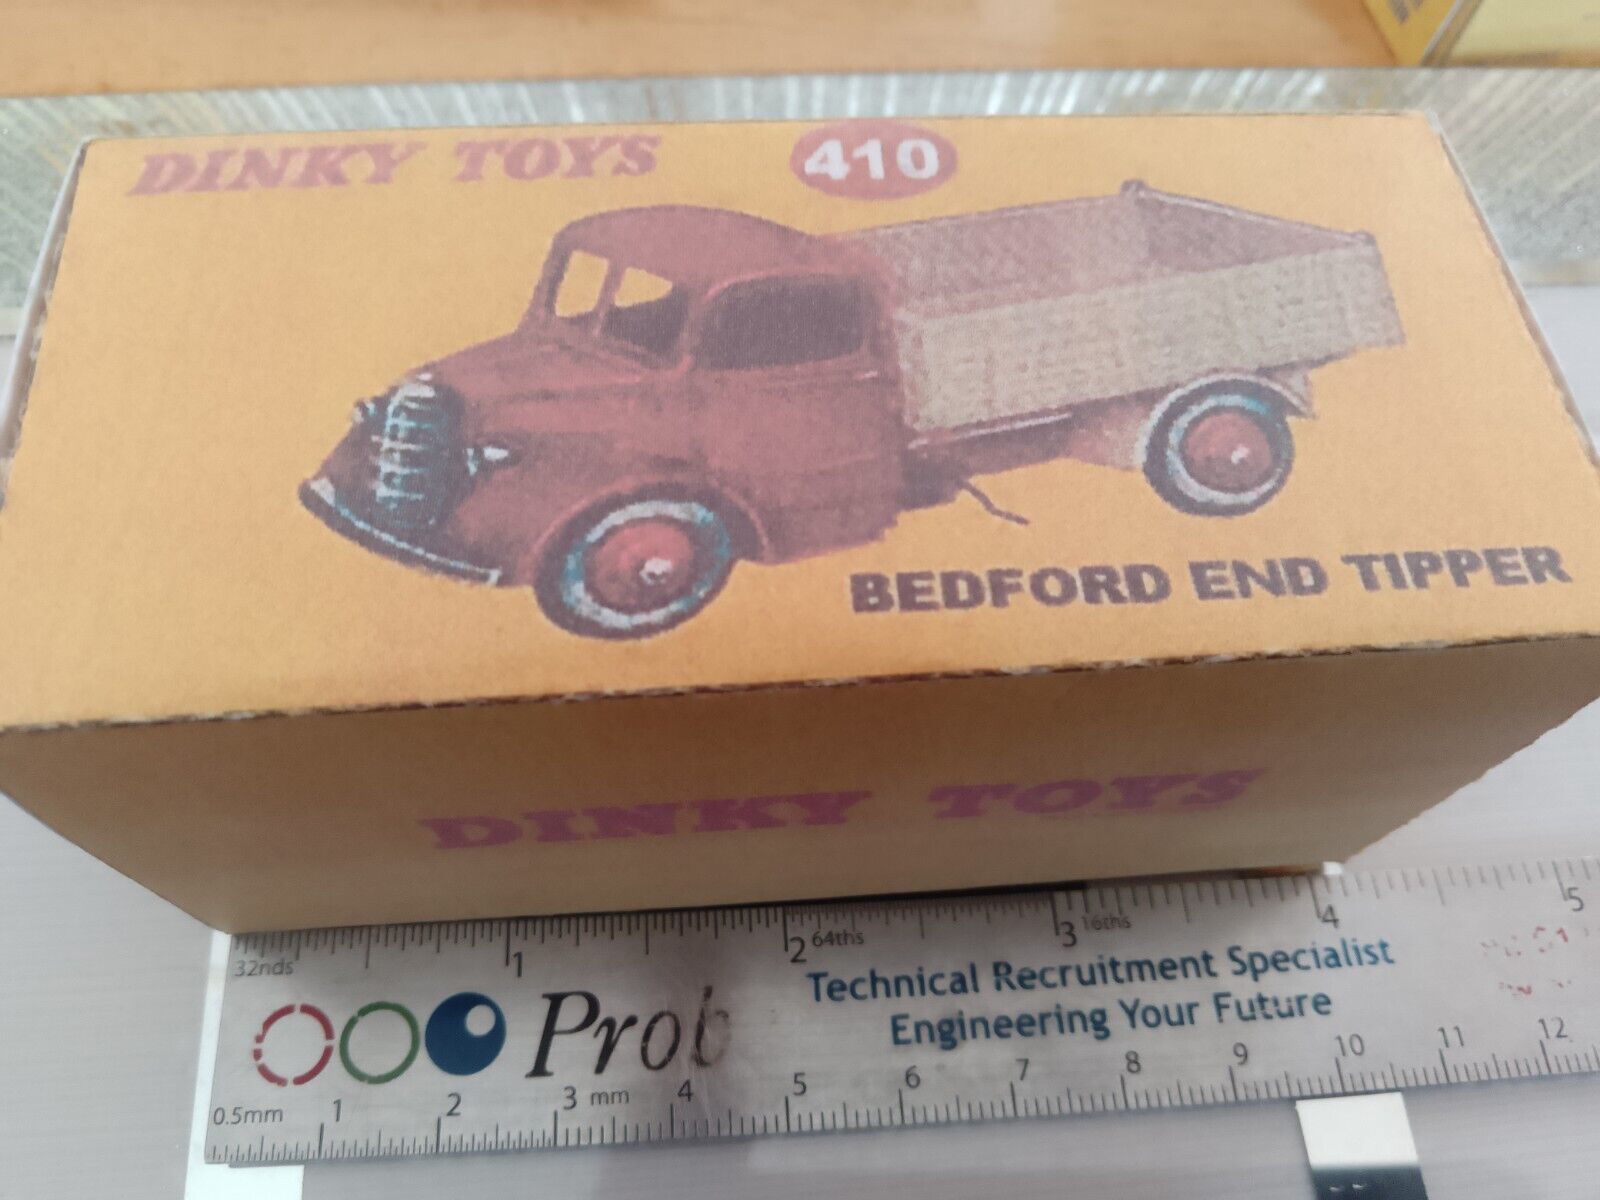 DINKY TOYS 410
BEDFORD END TIPPER
DINKY TOYS
1 2 64ths 3 16ths 4 5
32nds
Technical Recruitment Specialist
Engineering Your Future
0.5mm 1 2 3 mm 4 5 6 7 8 9 10 11 12